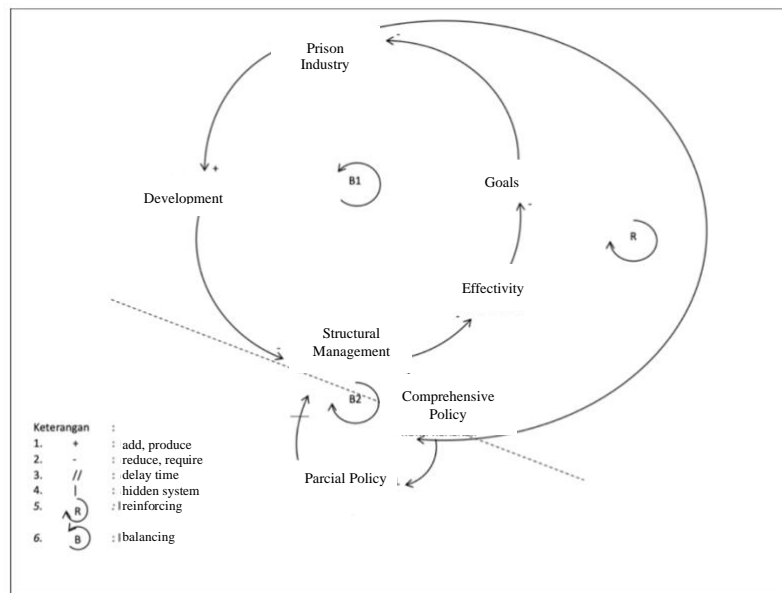 Prison
Industry
-
+
B1
Development
Goals
-
R
Effectivity
-
Structural
Management
-
B2
Comprehensive
Policy
Parcial Policy
Keterangan :
1. + : add, produce
2. - : reduce, require
3. // : delay time
4. | : hidden system
5. R : reinforcing
6. B : balancing